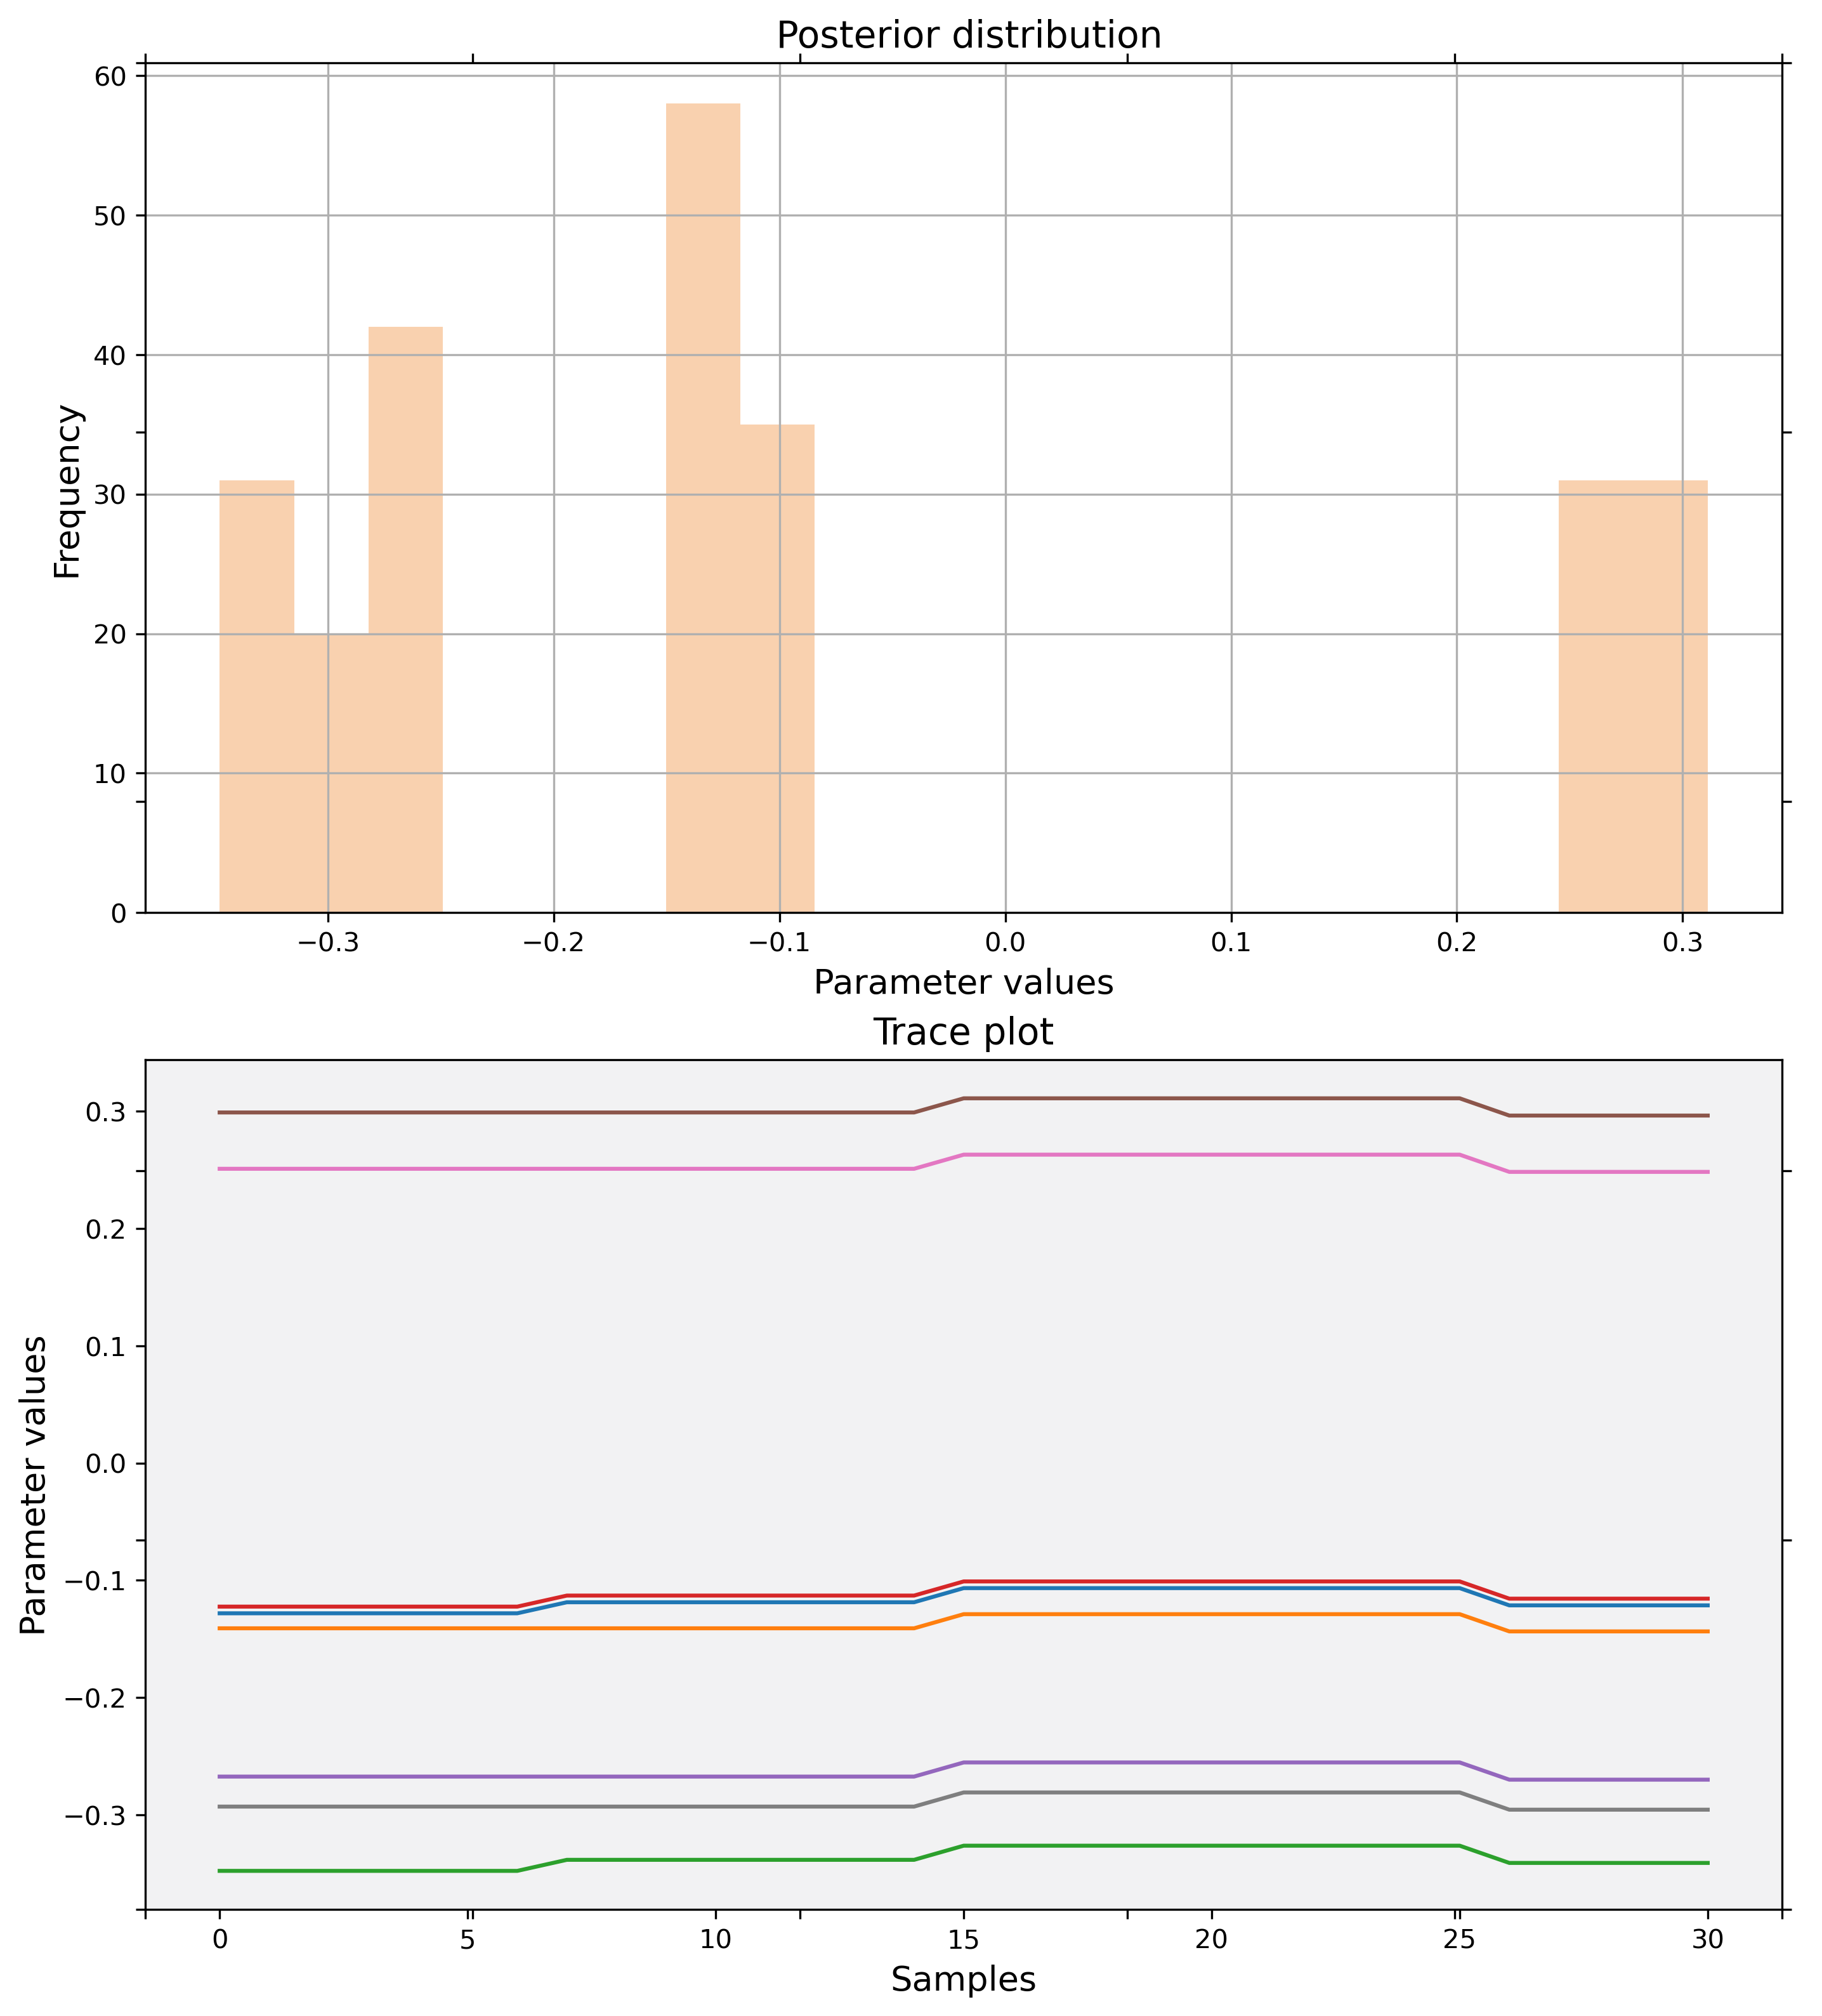 Posterior distribution
60
50
40
30
20
10
0
Frequency
−0.3 −0.2 −0.1 0.0 0.1 0.2 0.3
Parameter values
Trace plot
0.3
0.2
0.1
0.0
−0.1
−0.2
−0.3
Parameter values
0 5 10 15 20 25 30
Samples